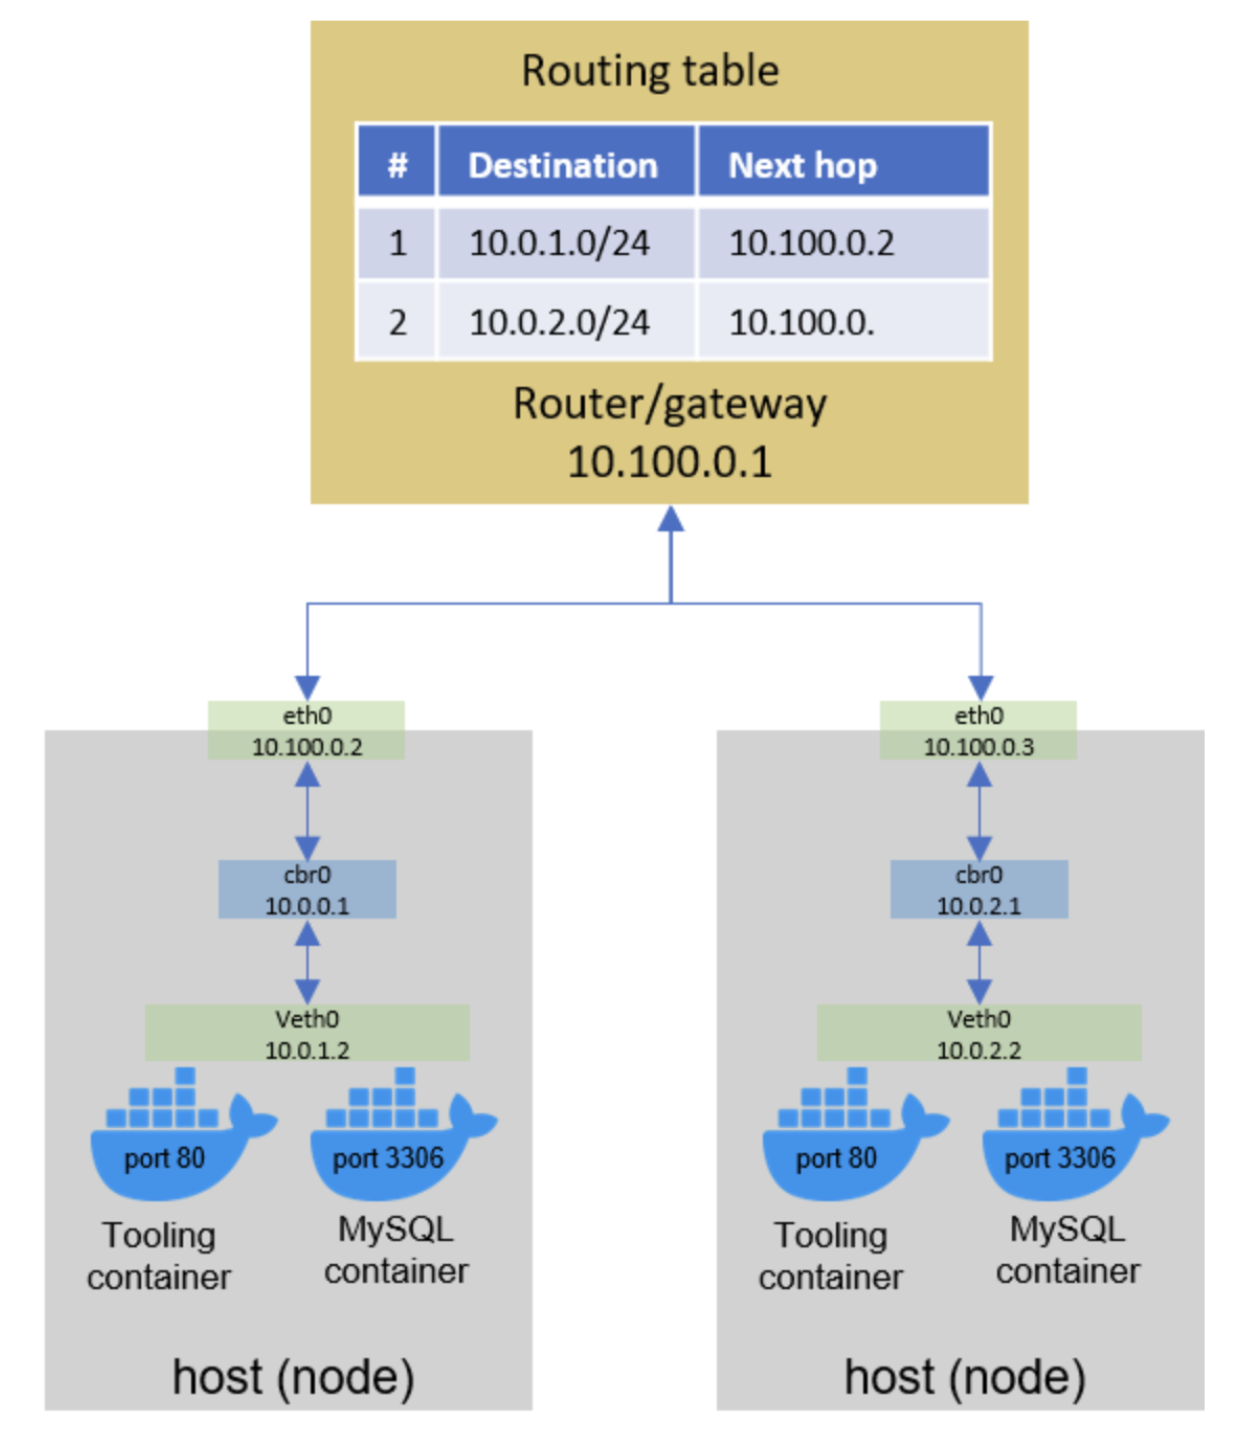 Routing table
# Destination Next hop
1 10.0.1.0/24 10.100.0.2
2 10.0.2.0/24 10.100.0.
Router/gateway
10.100.0.1
eth0
10.100.0.2
cbr0
10.0.0.1
Veth0
10.0.1.2
port 80
port 3306
Tooling
container
MySQL
container
host (node)
eth0
10.100.0.3
cbr0
10.0.2.1
Veth0
10.0.2.2
port 80
port 3306
Tooling
container
MySQL
container
host (node)